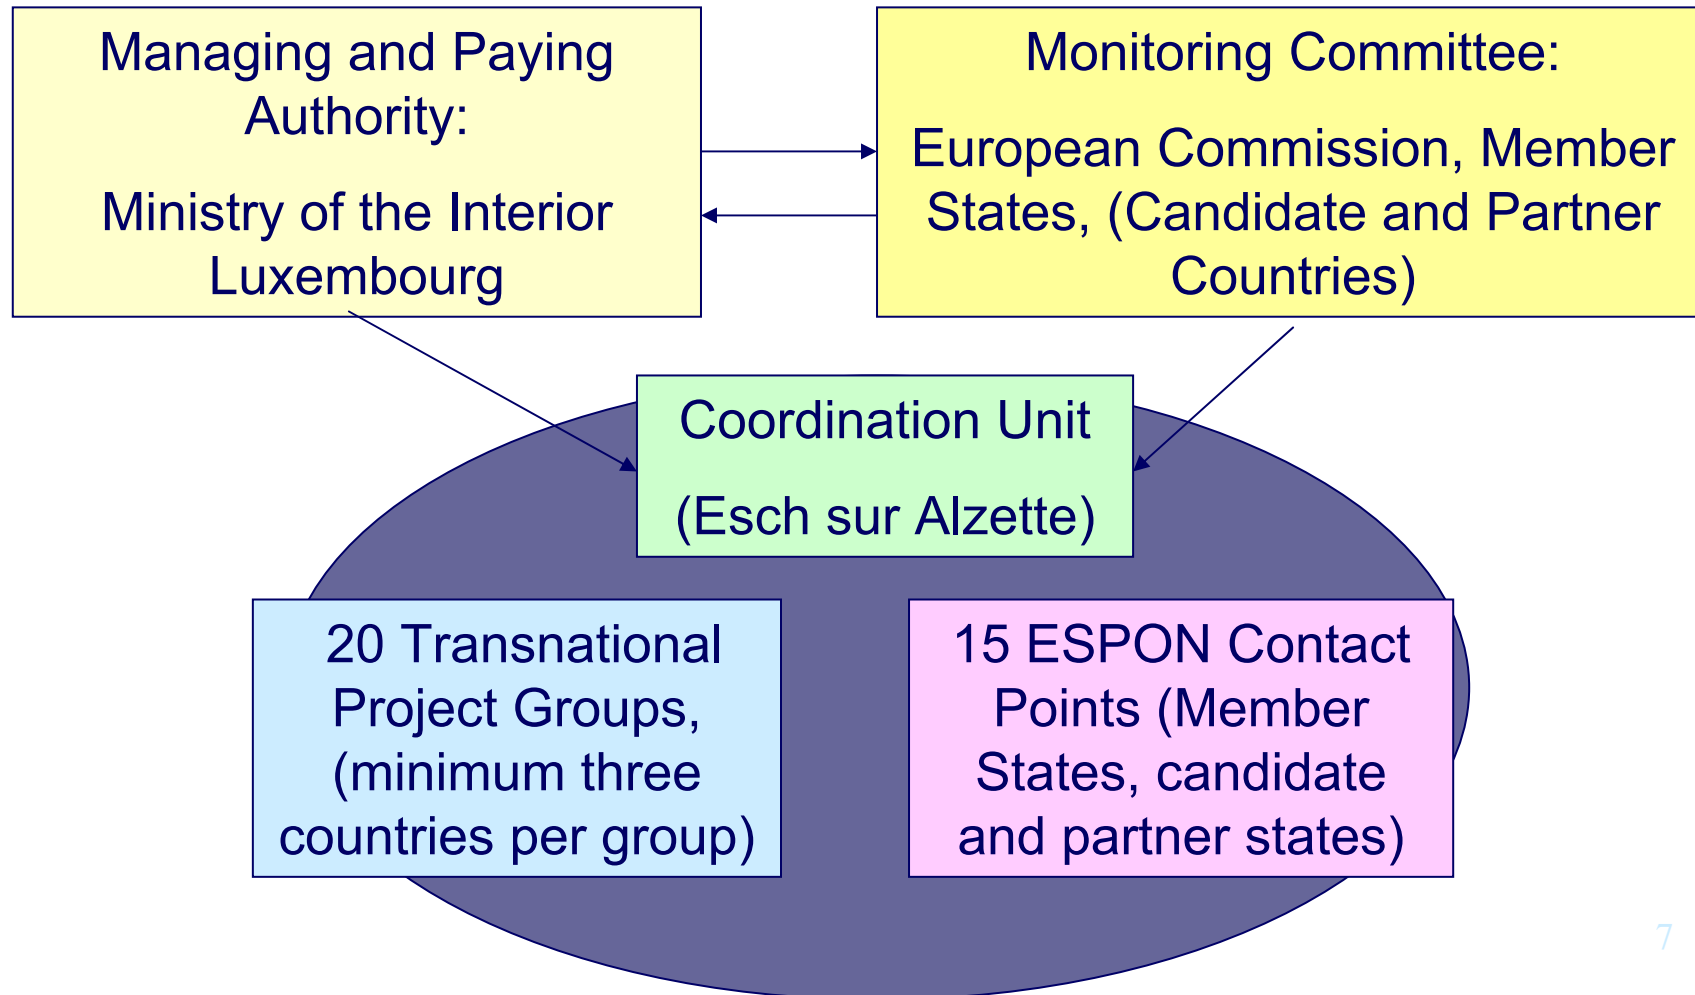 Managing and Paying
Authority:
Ministry of the Interior
Luxembourg
Monitoring Committee:
European Commission, Member
States, (Candidate and Partner
Countries)
Coordination Unit
(Esch sur Alzette)
20 Transnational
Project Groups,
(minimum three
countries per group)
15 ESPON Contact
Points (Member
States, candidate
and partner states)
7